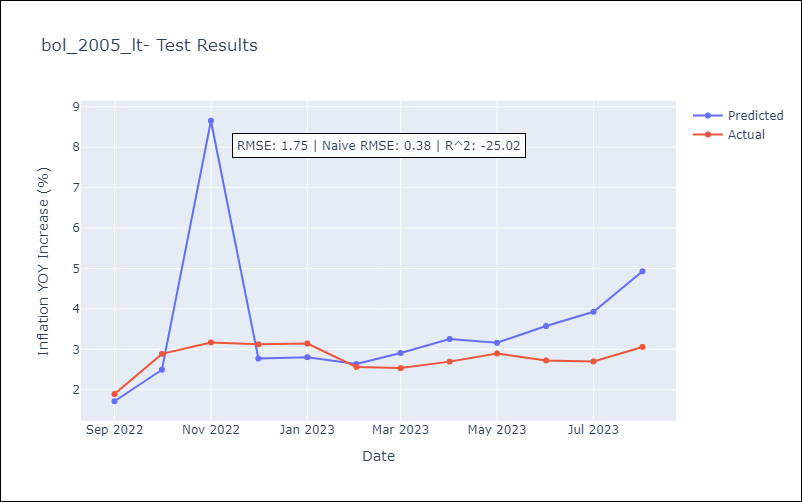 bol_2005_lt- Test Results
9
8
7
6
5
4
3
2
Inflation YOY Increase (%)
RMSE: 1.75 | Naive RMSE: 0.38 | R^2: -25.02
Predicted
Actual
Sep 2022
Nov 2022
Jan 2023
Mar 2023
May 2023
Jul 2023
Date